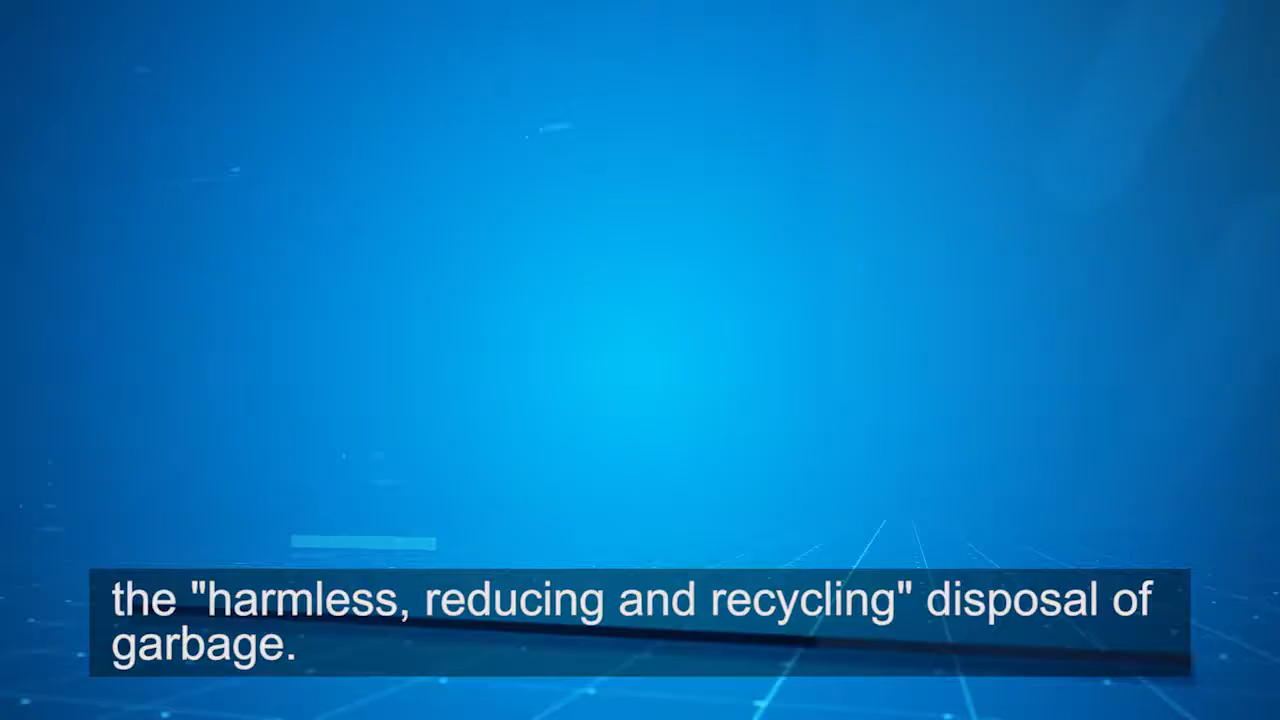 the "harmless, reducing and recycling" disposal of
garbage.